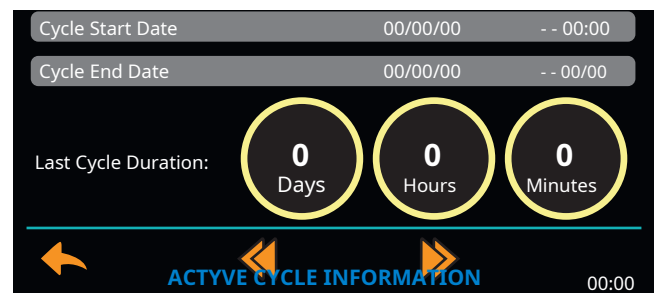 Cycle Start Date 00/00/00 - - 00:00
Cycle End Date 00/00/00 - - 00/00
Last Cycle Duration:
0 Days
0 Hours
0 Minutes
ACTYVE CYCLE INFORMATION
00:00